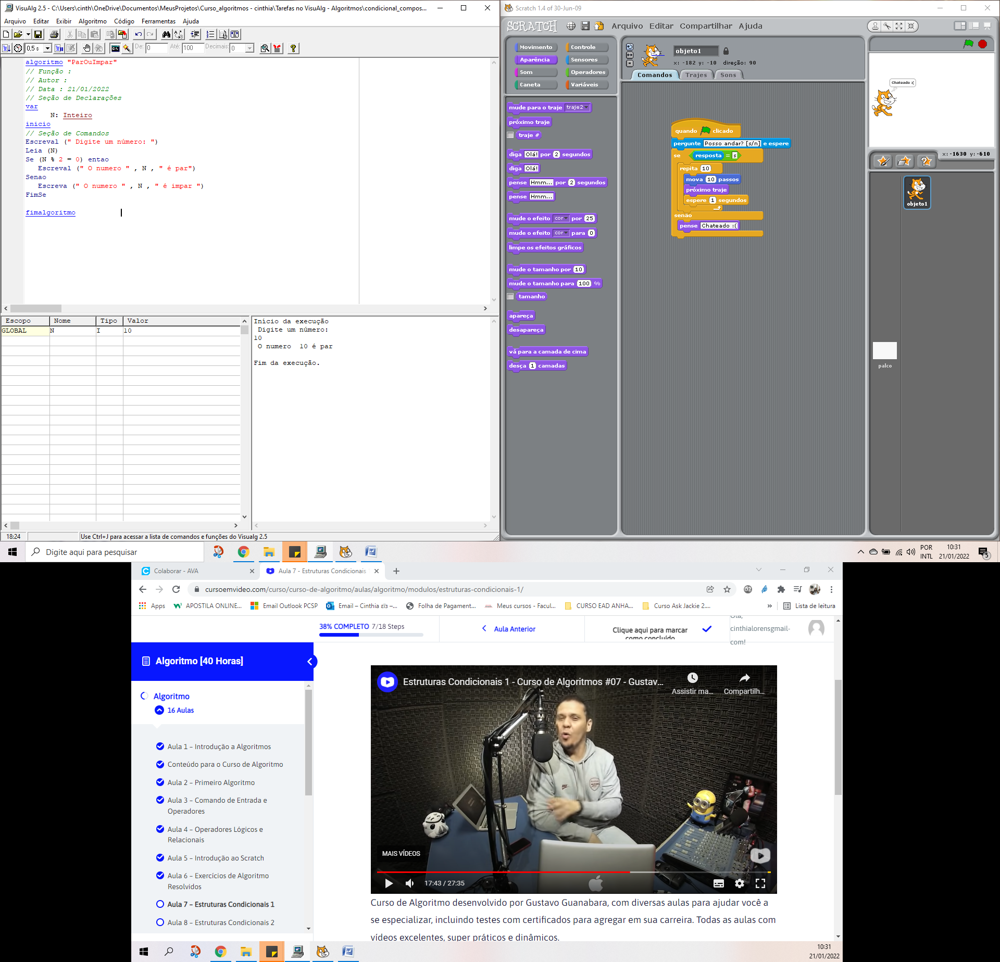 VisuAlg 2.5 - C:\Users\cinth\OneDrive\Documentos\MeusProjetos\Curso_algoritmos - cinthia\Tarefas no VisuAlg - Algoritmos\condicional_compos...
Arquivo Editar Exibir Algoritmo Código Ferramentas Ajuda
0,5 s De: 0 Até: 100 Decimais: 0
algoritmo "ParOuImpar"
// Função :
// Autor :
// Data : 21/01/2022
// Seção de Declarações
var
N: Inteiro
inicio
// Seção de Comandos
Escreval (" Digite um número: ")
Leia (N)
Se (N % 2 = 0) entao
Escreval (" O numero " , N , " é par")
Senao
Escreva (" O numero " , N , " é impar ")
FimSe
fimalgoritmo
Escopo Nome Tipo Valor
GLOBAL N I 10
Início da execução
Digite um número:
10
O numero 10 é par
Fim da execução.
18:24 Use Ctrl+J para acessar a lista de comandos e funções do Visualg 2.5
Scratch 1.4 of 30-Jun-09
SCRATCH Arquivo Editar Compartilhar Ajuda
Movimento Controle
Aparência Sensores
Som Operadores
Caneta Variáveis
mude para o traje traje2
próximo traje
traje #
diga Olá! por 2 segundos
diga Olá!
pense Hmm... por 2 segundos
pense Hmm...
mude o efeito cor por 25
mude o efeito cor para 0
limpe os efeitos gráficos
mude o tamanho por 10
mude o tamanho para 100 %
tamanho
apareça
desapareça
vá para a camada de cima
desça 1 camadas
objeto1
x: -182 y: -10 direção: 90
Comandos Trajes Sons
quando clicado
pergunte Posso andar? [s/n] e espere
se resposta = s
repita 10
mova 10 passos
próximo traje
espere 1 segundos
senão
pense Chateado :(
Chateado :(
x: -1630 y: -610
objeto1
palco
Digite aqui para pesquisar
POR
INTL
10:31
21/01/2022
5
Colaborar - AVA
Aula 7 - Estruturas Condicionais
cursoemvideo.com/curso/curso-de-algoritmo/aulas/algoritmo/modulos/estruturas-condicionais-1/
Apps APOSTILA ONLINE... Email Outlook PCSP Email – Cinthia εïз –... Folha de Pagament... Meus cursos - Facul... CURSO EAD ANHA... Curso Ask Jackie 2.... » Lista de leitura
38% COMPLETO 7/18 Steps
Aula Anterior
Clique aqui para marcar
como concluído
Olá,
cinthialorensgmail-
com!
Algoritmo [40 Horas]
Algoritmo
16 Aulas
Aula 1 – Introdução a Algoritmos
Conteúdo para o Curso de Algoritmo
Aula 2 – Primeiro Algoritmo
Aula 3 – Comando de Entrada e
Operadores
Aula 4 – Operadores Lógicos e
Relacionais
Aula 5 – Introdução ao Scratch
Aula 6 – Exercícios de Algoritmo
Resolvidos
Aula 7 – Estruturas Condicionais 1
Aula 8 – Estruturas Condicionais 2
Estruturas Condicionais 1 - Curso de Algoritmos #07 - Gustav...
Assistir ma... Compartilh...
MAIS VÍDEOS
17:43 / 27:35
Curso de Algoritmo desenvolvido por Gustavo Guanabara, com diversas aulas para ajudar você a
se especializar, incluindo testes com certificados para agregar em sua carreira. Todas as aulas com
vídeos excelentes, super práticos e dinâmicos.
10:31
21/01/2022